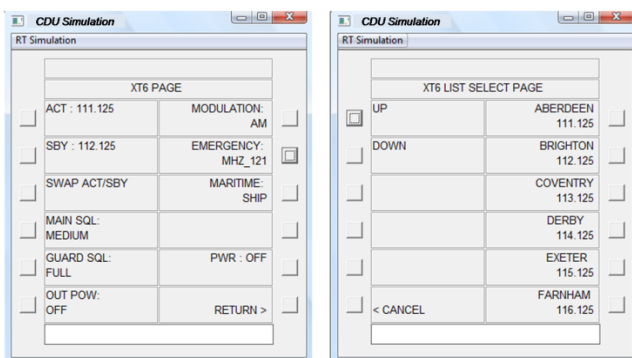 CDU Simulation
RT Simulation
XT6 PAGE
ACT : 111.125
MODULATION:
AM
SBY : 112.125
EMERGENCY:
MHZ_121
SWAP ACT/SBY
MARITIME:
SHIP
MAIN SQL:
MEDIUM
GUARD SQL:
FULL
PWR : OFF
OUT POW:
OFF
RETURN >
CDU Simulation
RT Simulation
XT6 LIST SELECT PAGE
UP
ABERDEEN
111.125
DOWN
BRIGHTON
112.125
COVENTRY
113.125
DERBY
114.125
EXETER
115.125
FARNHAM
116.125
< CANCEL